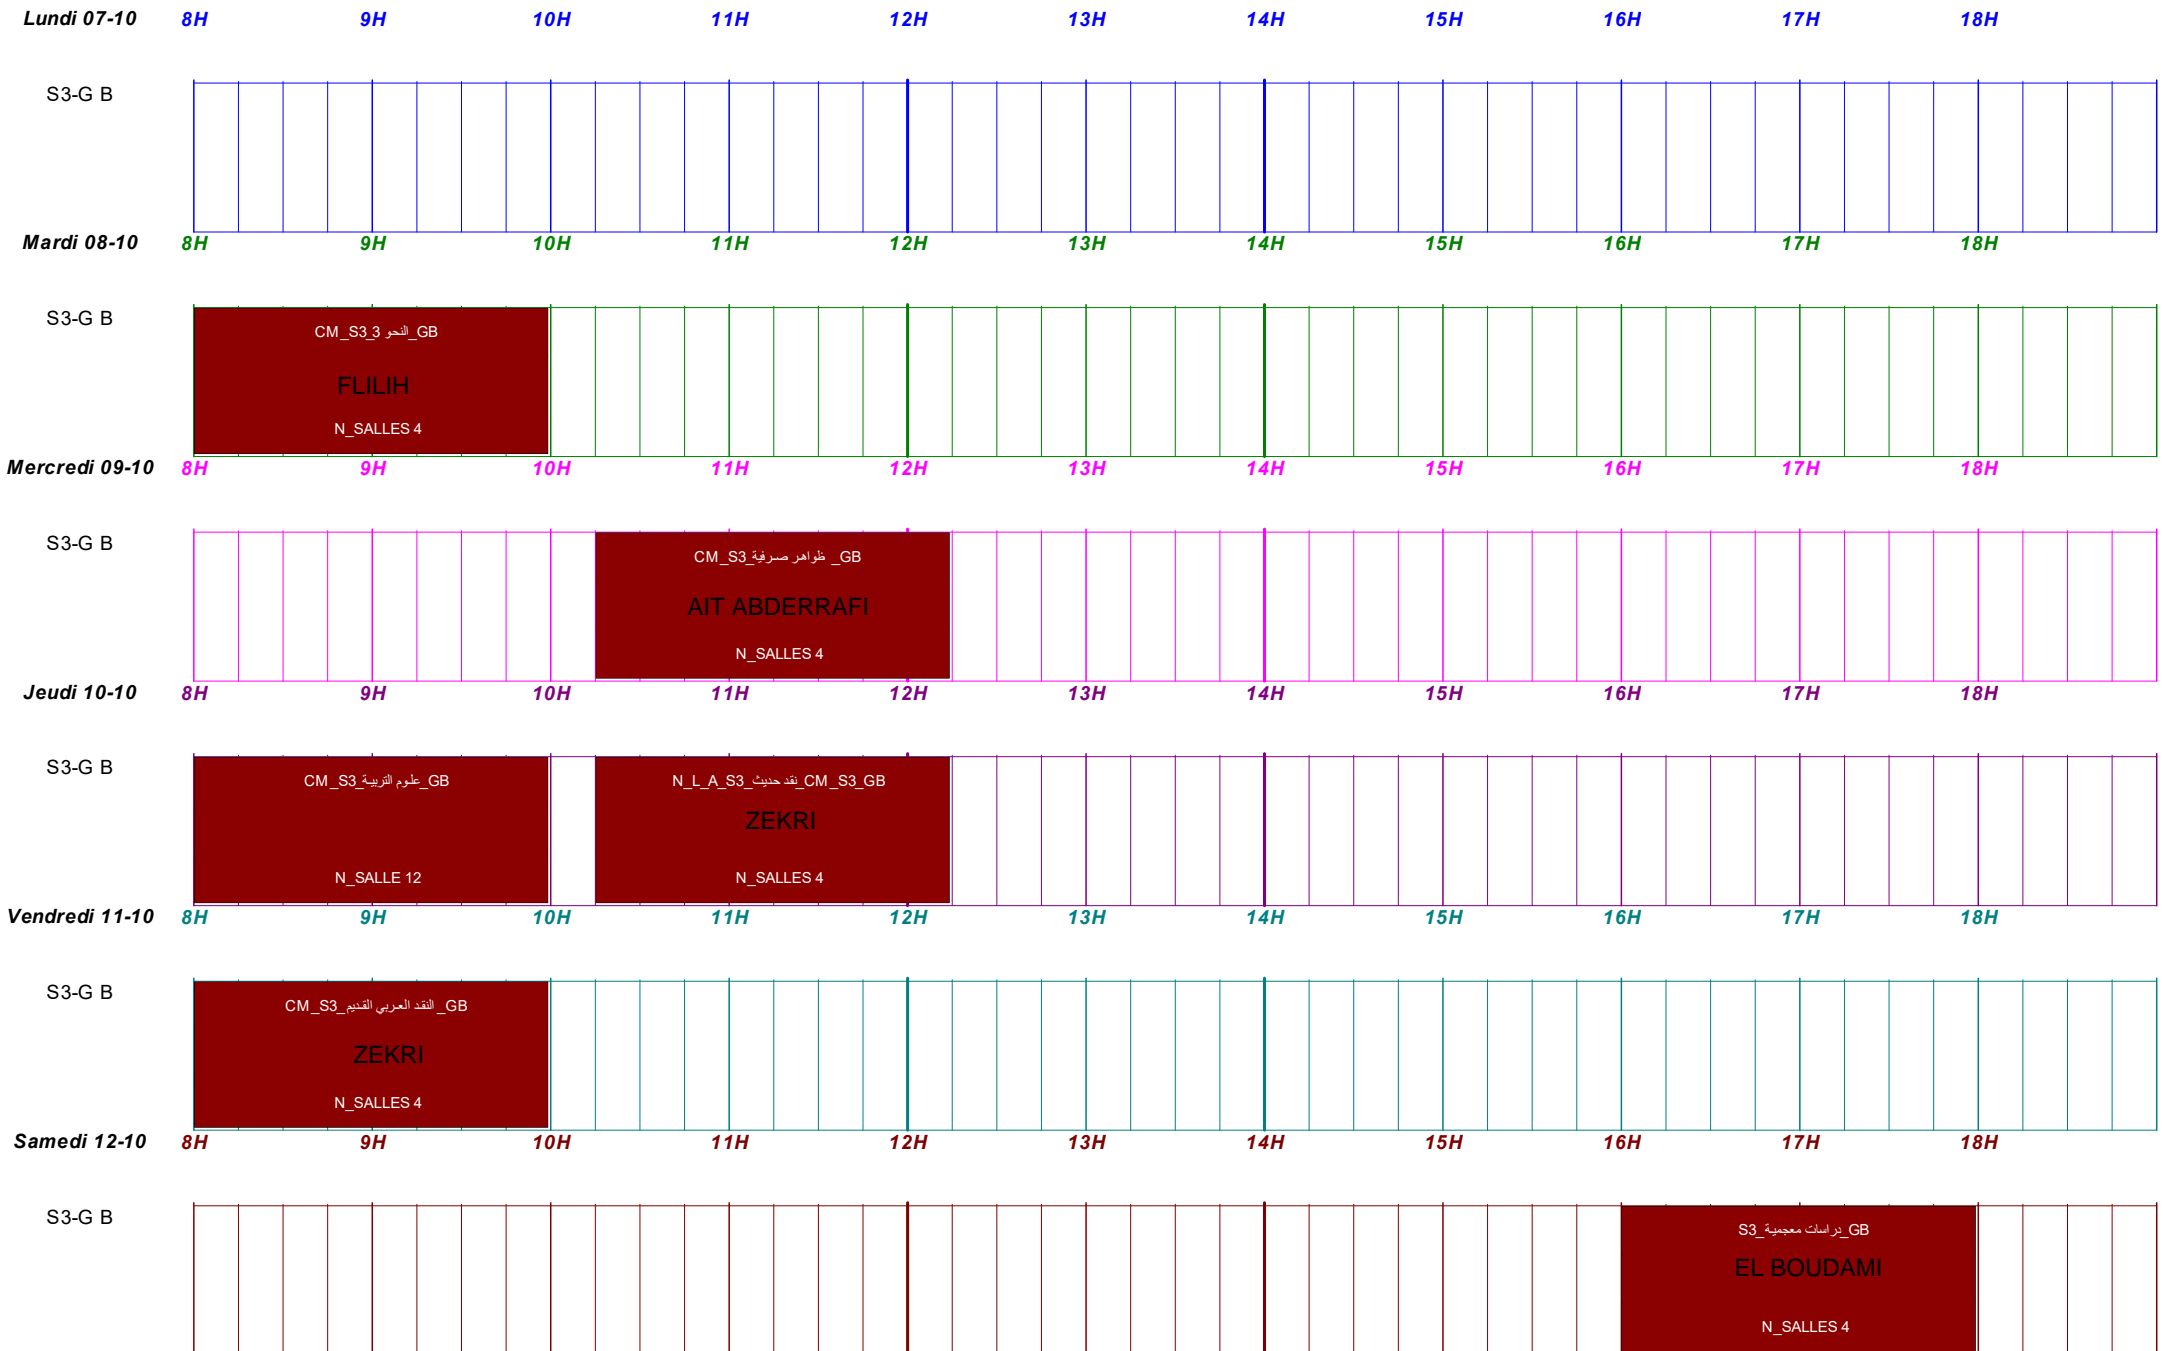 Lundi 07-10 8H 9H 10H 11H 12H 13H 14H 15H 16H 17H 18H
S3-G B
Mardi 08-10 8H 9H 10H 11H 12H 13H 14H 15H 16H 17H 18H
S3-G B
CM_S3_النحو 3_GB
FLILIH
N_SALLES 4
Mercredi 09-10 8H 9H 10H 11H 12H 13H 14H 15H 16H 17H 18H
S3-G B
CM_S3_ظواهر صرفية _GB
AIT ABDERRAFI
N_SALLES 4
Jeudi 10-10 8H 9H 10H 11H 12H 13H 14H 15H 16H 17H 18H
S3-G B
CM_S3_علوم التربية_GB
N_SALLE 12
N_L_A_S3_نقد حديث_CM_S3_GB
ZEKRI
N_SALLES 4
Vendredi 11-10 8H 9H 10H 11H 12H 13H 14H 15H 16H 17H 18H
S3-G B
CM_S3_النقد العربي القديم _GB
ZEKRI
N_SALLES 4
Samedi 12-10 8H 9H 10H 11H 12H 13H 14H 15H 16H 17H 18H
S3-G B
S3_دراسات معجمية_GB
EL BOUDAMI
N_SALLES 4